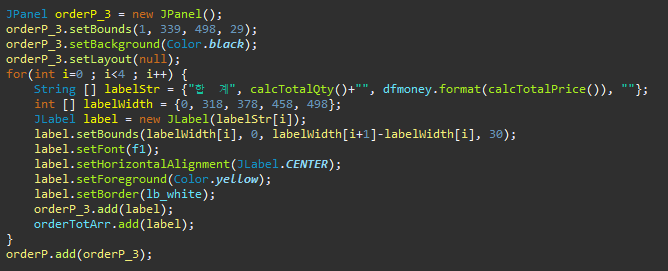 JPanel orderP_3 = new JPanel();
orderP_3.setBounds(1, 339, 498, 29);
orderP_3.setBackground(Color.black);
orderP_3.setLayout(null);
for(int i=0 ; i<4 ; i++) {
String [] labelStr = {"합  계", calcTotalQty()+"", dfmoney.format(calcTotalPrice()), ""};
int [] labelWidth = {0, 318, 378, 458, 498};
JLabel label = new JLabel(labelStr[i]);
label.setBounds(labelWidth[i], 0, labelWidth[i+1]-labelWidth[i], 30);
label.setFont(f1);
label.setHorizontalAlignment(JLabel.CENTER);
label.setForeground(Color.yellow);
label.setBorder(lb_white);
orderP_3.add(label);
orderTotArr.add(label);
}
orderP.add(orderP_3);